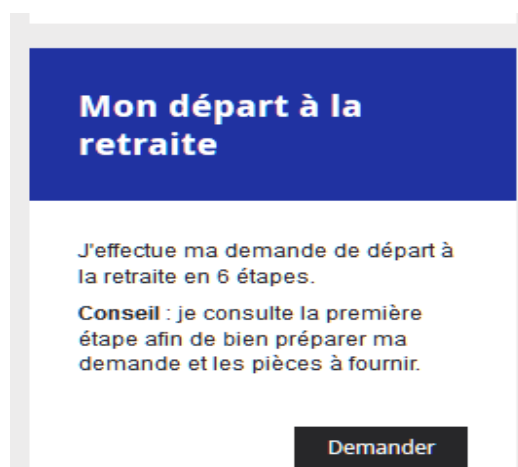 Mon départ à la
retraite
J'effectue ma demande de départ à
la retraite en 6 étapes.
Conseil : je consulte la première
étape afin de bien préparer ma
demande et les pièces à fournir.
Demander